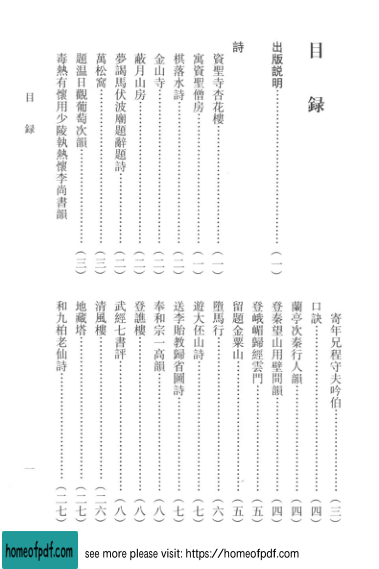 目錄
出版説明………………(一)
詩
資聖寺杏花樓………………(一)
寓資聖僧房………………(一)
棋落水詩………………(二)
金山寺………………(二)
蔽月山房………………(二)
夢謁馬伏波廟題辭題詩………………(二)
萬松窩………………(三)
題温日觀葡萄次韻………………(三)
毒熱有懷用少陵執熱懷李尚書韻
寄年兄程守夫吟伯………………(三)
口訣………………(四)
蘭亭次秦行人韻………………(四)
登秦望山用壁間韻………………(四)
登峨嵋歸經雲門………………(五)
留題金粟山………………(五)
墮馬行………………(六)
遊大伾山詩………………(七)
送李貽教歸省圖詩………………(七)
奉和宗一高韻………………(八)
登譙樓………………(八)
武經七書評………………(八)
清風樓………………(二六)
地藏塔………………(二七)
和九柏老仙詩………………(二七)
目錄
一
homeofpdf.com
see more please visit: https://homeofpdf.com